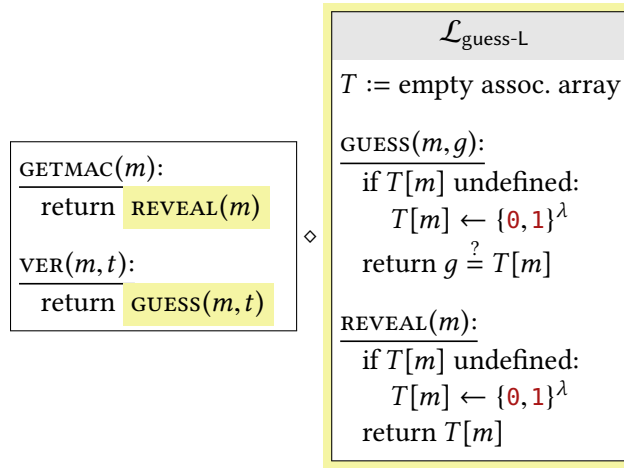 GETMAC(m):
return REVEAL(m)
VER(m, t):
return GUESS(m, t)
⋄
𝓛guess-L
T := empty assoc. array
GUESS(m, g):
if T[m] undefined:
T[m] ← {0, 1}^λ
return g ≟ T[m]
REVEAL(m):
if T[m] undefined:
T[m] ← {0, 1}^λ
return T[m]